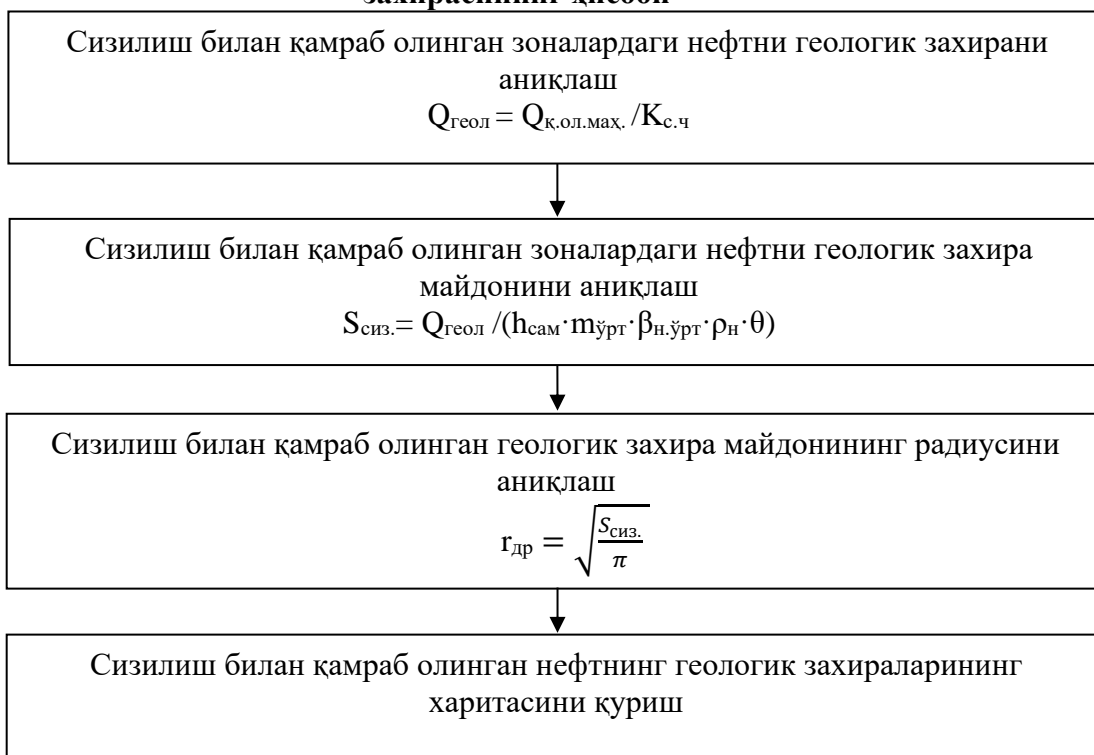 захирасининг ҳисоби
Сизилиш билан қамраб олинган зоналардаги нефтни геологик захирани
аниқлаш
Qгеол = Qқ.ол.маҳ. /Kс.ч
Сизилиш билан қамраб олинган зоналардаги нефтни геологик захира
майдонини аниқлаш
Sсиз.= Qгеол /(hсам·mўрт·βн.ўрт·ρн·θ)
Сизилиш билан қамраб олинган геологик захира майдонининг радиусини
аниқлаш
rдр = √(Sсиз./π)
Сизилиш билан қамраб олинган нефтнинг геологик захираларининг
харитасини қуриш